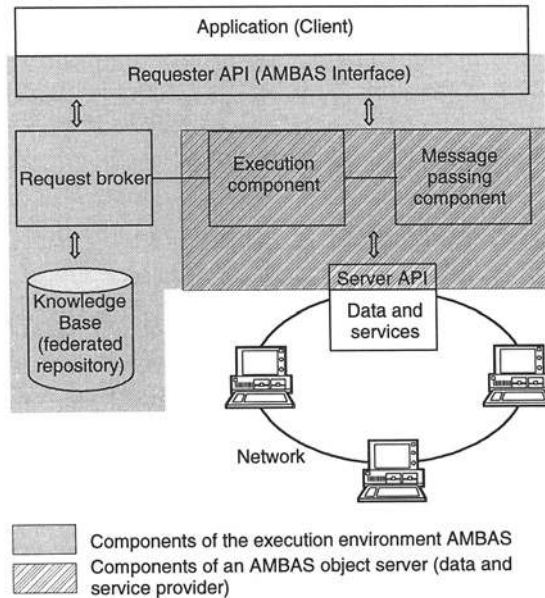 Application (Client)
Requester API (AMBAS Interface)
Request broker
Execution
component
Message
passing
component
Server API
Data and
services
Knowledge
Base
(federated
repository)
Network
Components of the execution environment AMBAS
Components of an AMBAS object server (data and
service provider)